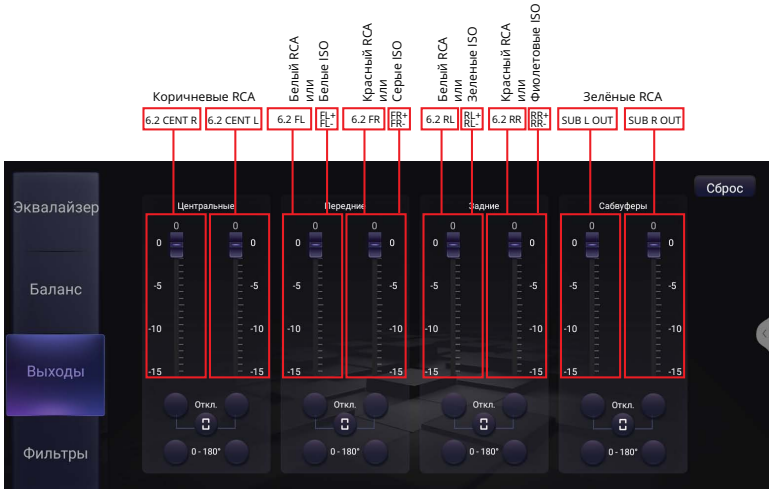 Белый RCA
или
Белые ISO
Красный RCA
или
Серые ISO
Белый RCA
или
Зеленые ISO
Красный RCA
или
Фиолетовые ISO
Коричневые RCA
Зелёные RCA
6.2 CENT R
6.2 CENT L
6.2 FL
FL+
FL-
6.2 FR
FR+
FR-
6.2 RL
RL+
RL-
6.2 RR
RR+
RR-
SUB L OUT
SUB R OUT
Сброс
Эквалайзер
Баланс
Выходы
Фильтры
Центральные
0 0
0 0
-5 -5
-10 -10
-15 -15
Откл.
0 - 180°
Передние
0 0
0 0
-5 -5
-10 -10
-15 -15
Откл.
0 - 180°
Задние
0 0
0 0
-5 -5
-10 -10
-15 -15
Откл.
0 - 180°
Сабвуферы
0 0
0 0
-5 -5
-10 -10
-15 -15
Откл.
0 - 180°